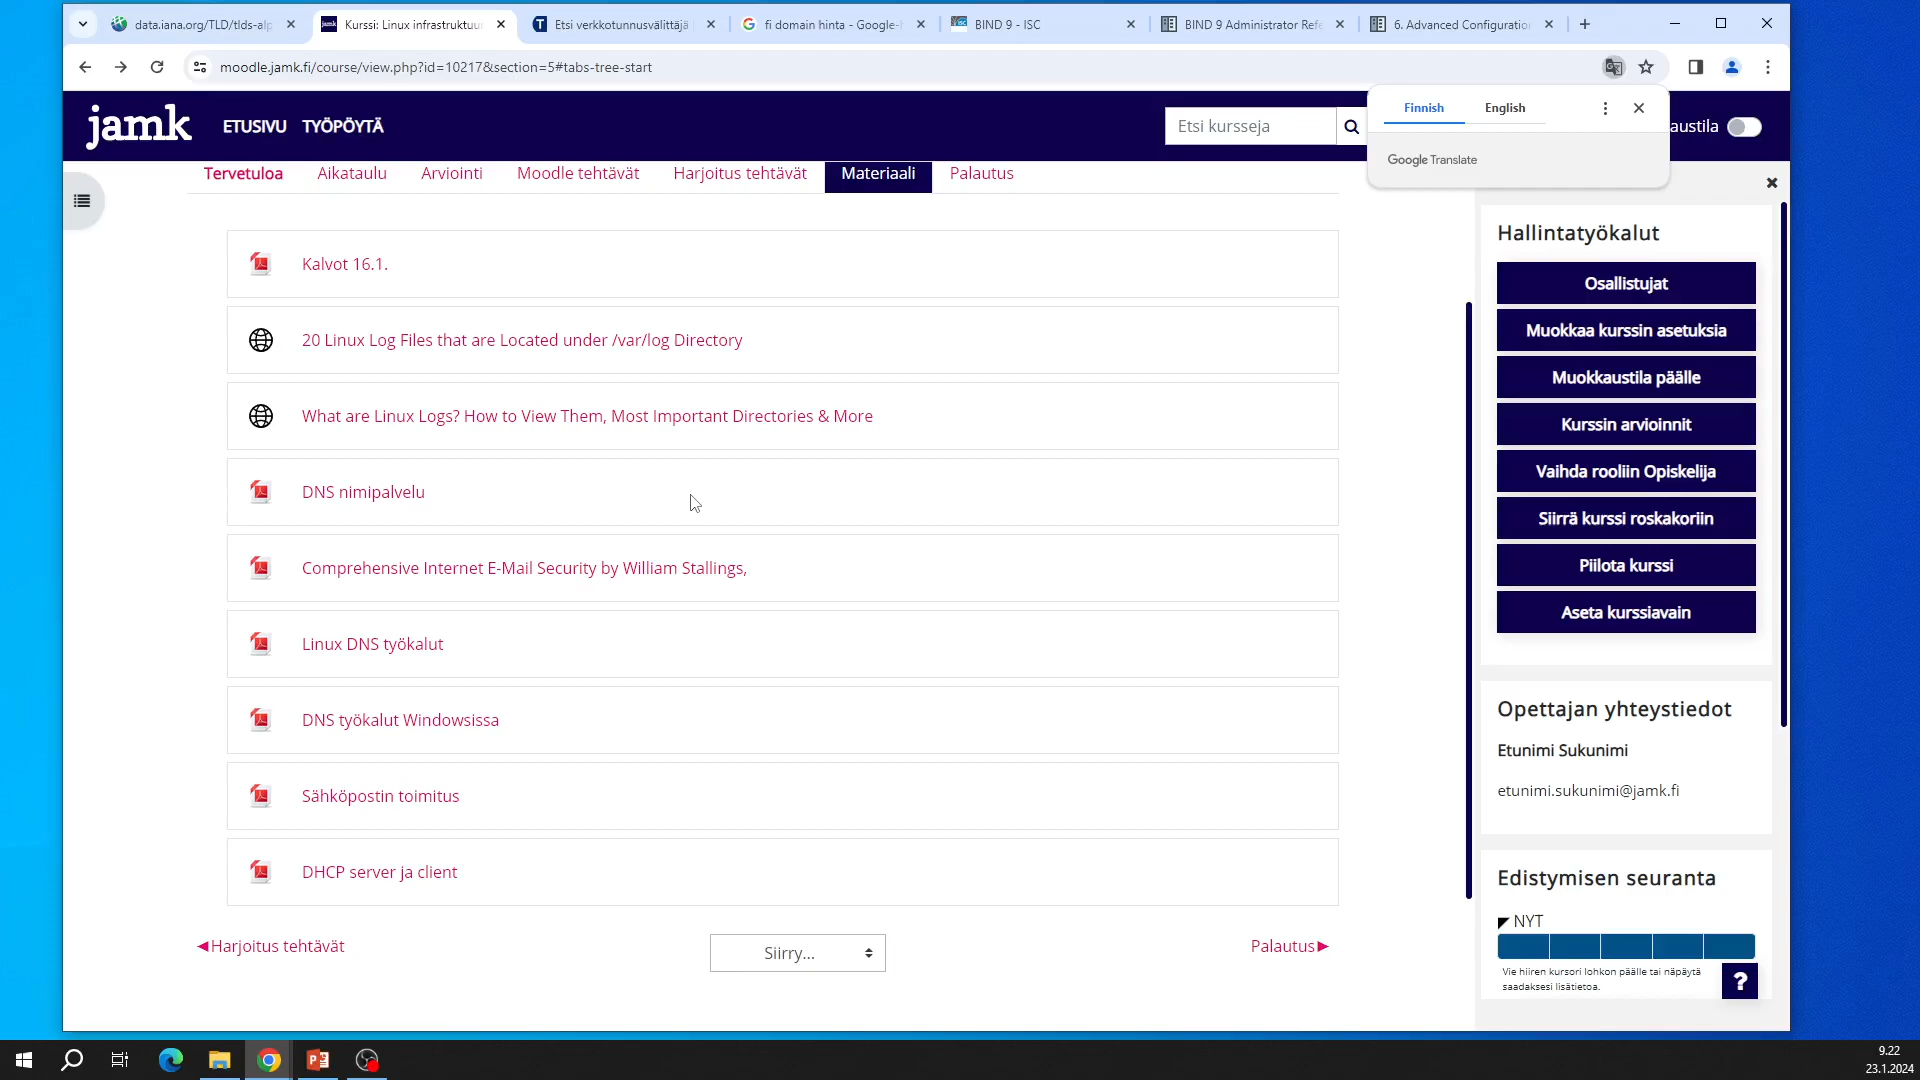 data.iana.org/TLD/tlds-alp
Kurssi: Linux infrastruktuur
Etsi verkkotunnusvälittäjä
fi domain hinta - Google-
BIND 9 - ISC
BIND 9 Administrator Refe
6. Advanced Configuration
moodle.jamk.fi/course/view.php?id=10217&section=5#tabs-tree-start
Finnish
English
Google Translate
jamk
ETUSIVU
TYÖPÖYTÄ
Etsi kursseja
austila
Tervetuloa
Aikataulu
Arviointi
Moodle tehtävät
Harjoitus tehtävät
Materiaali
Palautus
Kalvot 16.1.
20 Linux Log Files that are Located under /var/log Directory
What are Linux Logs? How to View Them, Most Important Directories & More
DNS nimipalvelu
Comprehensive Internet E-Mail Security by William Stallings,
Linux DNS työkalut
DNS työkalut Windowsissa
Sähköpostin toimitus
DHCP server ja client
◀Harjoitus tehtävät
Siirry...
Palautus▶
Hallintatyökalut
Osallistujat
Muokkaa kurssin asetuksia
Muokkaustila päälle
Kurssin arvioinnit
Vaihda rooliin Opiskelija
Siirrä kurssi roskakoriin
Piilota kurssi
Aseta kurssiavain
Opettajan yhteystiedot
Etunimi Sukunimi
etunimi.sukunimi@jamk.fi
Edistymisen seuranta
NYT
Vie hiiren kursori lohkon päälle tai näpäytä
saadaksesi lisätietoa.
?
9.22
23.1.2024